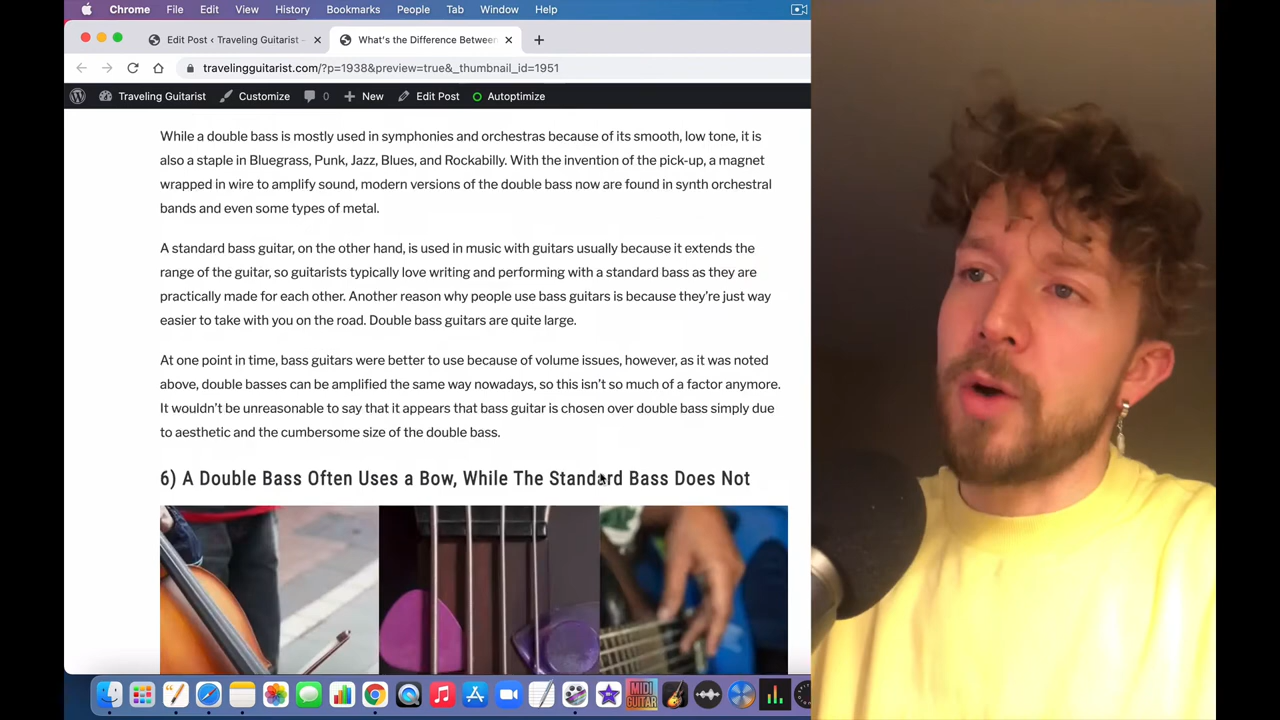 Chrome File Edit View History Bookmarks People Tab Window Help
Edit Post ‹ Traveling Guitarist –
What's the Difference Between
travelingguitarist.com/?p=1938&preview=true&_thumbnail_id=1951
Traveling Guitarist Customize 0 New Edit Post Autoptimize
While a double bass is mostly used in symphonies and orchestras because of its smooth, low tone, it is
also a staple in Bluegrass, Punk, Jazz, Blues, and Rockabilly. With the invention of the pick-up, a magnet
wrapped in wire to amplify sound, modern versions of the double bass now are found in synth orchestral
bands and even some types of metal.
A standard bass guitar, on the other hand, is used in music with guitars usually because it extends the
range of the guitar, so guitarists typically love writing and performing with a standard bass as they are
practically made for each other. Another reason why people use bass guitars is because they're just way
easier to take with you on the road. Double bass guitars are quite large.
At one point in time, bass guitars were better to use because of volume issues, however, as it was noted
above, double basses can be amplified the same way nowadays, so this isn't so much of a factor anymore.
It wouldn't be unreasonable to say that it appears that bass guitar is chosen over double bass simply due
to aesthetic and the cumbersome size of the double bass.
6) A Double Bass Often Uses a Bow, While The Standard Bass Does Not
MIDI
GUITAR